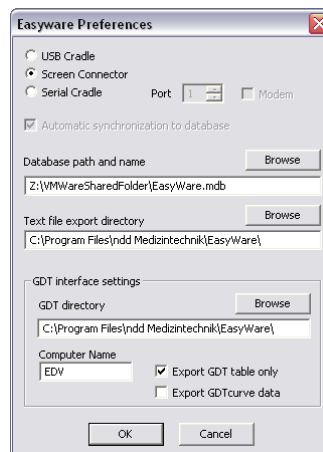 Easyware Preferences
USB Cradle
Screen Connector
Serial Cradle Port 1 Modem
Automatic synchronization to database
Database path and name Browse
Z:\VMWareSharedFolder\EasyWare.mdb
Text file export directory Browse
C:\Program Files\ndd Medizintechnik\EasyWare\
GDT interface settings
GDT directory Browse
C:\Program Files\ndd Medizintechnik\EasyWare\
Computer Name
EDV Export GDT table only
Export GDTcurve data
OK Cancel